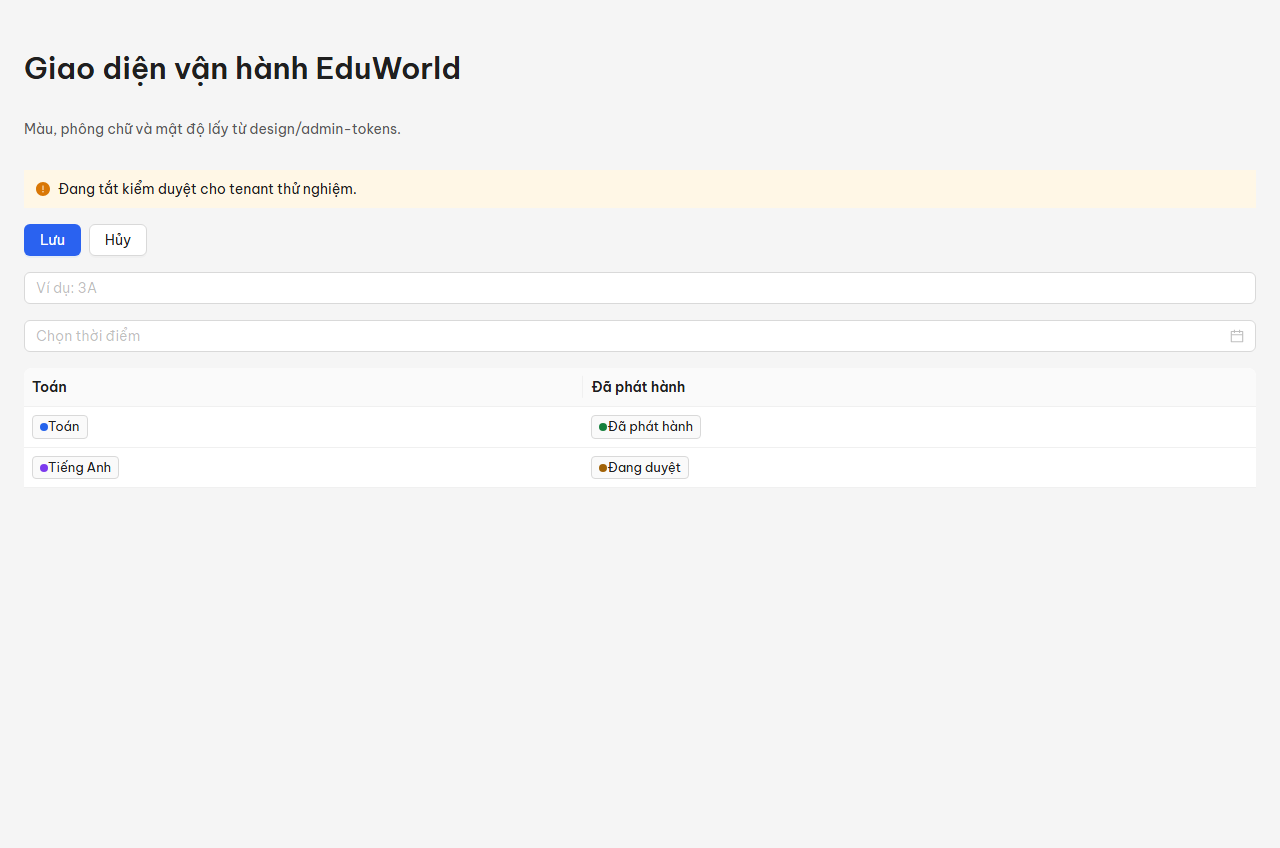 Giao diện vận hành EduWorld
Màu, phông chữ và mật độ lấy từ design/admin-tokens.
Đang tắt kiểm duyệt cho tenant thử nghiệm.
Lưu Hủy
Ví dụ: 3A
Chọn thời điểm
Toán Đã phát hành
Toán Đã phát hành
Tiếng Anh Đang duyệt